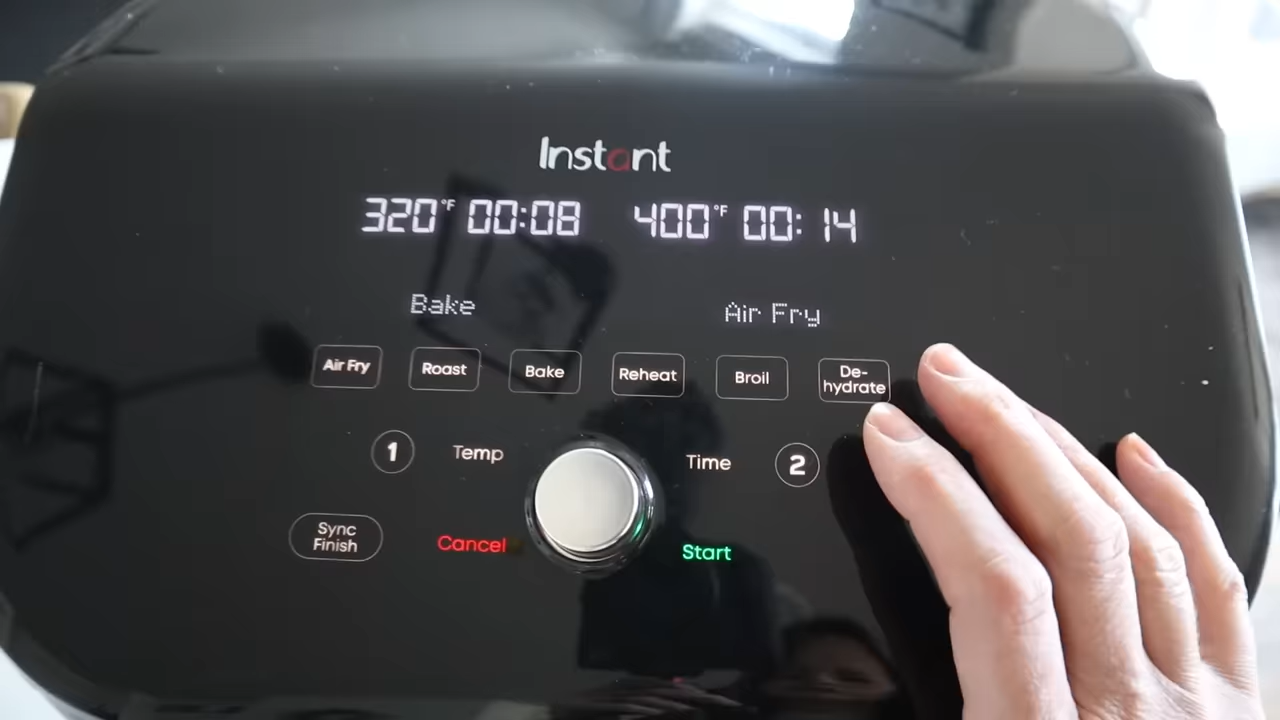 Instant
320°F 00:08 400°F 00:14
Bake Air Fry
Air Fry Roast Bake Reheat Broil De-
hydrate
1 Temp Time 2
Sync
Finish Cancel Start